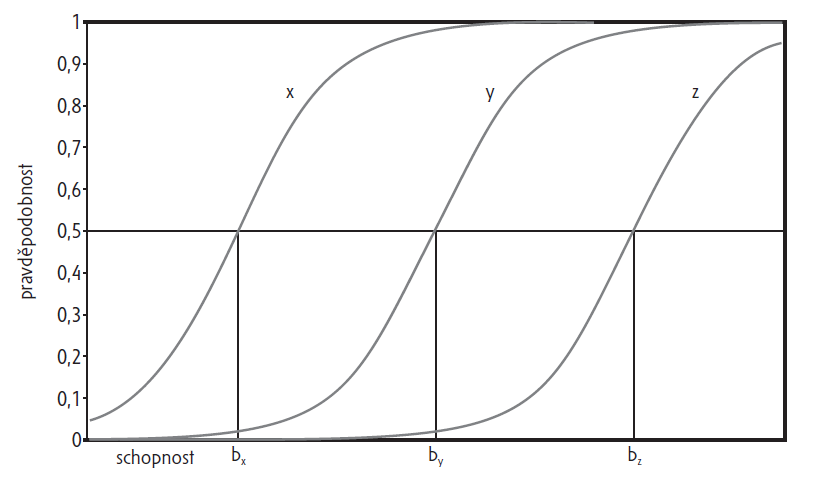 1
0,9
0,8
0,7
0,6
0,5
0,4
0,3
0,2
0,1
0
pravděpodobnost
x
y
z
schopnost
bx
by
bz